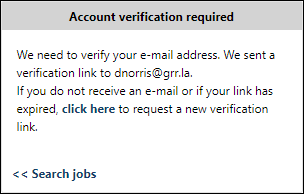 Account verification required
We need to verify your e-mail address. We sent a
verification link to dnorris@grr.la.
If you do not receive an e-mail or if your link has
expired, click here to request a new verification
link.
<< Search jobs